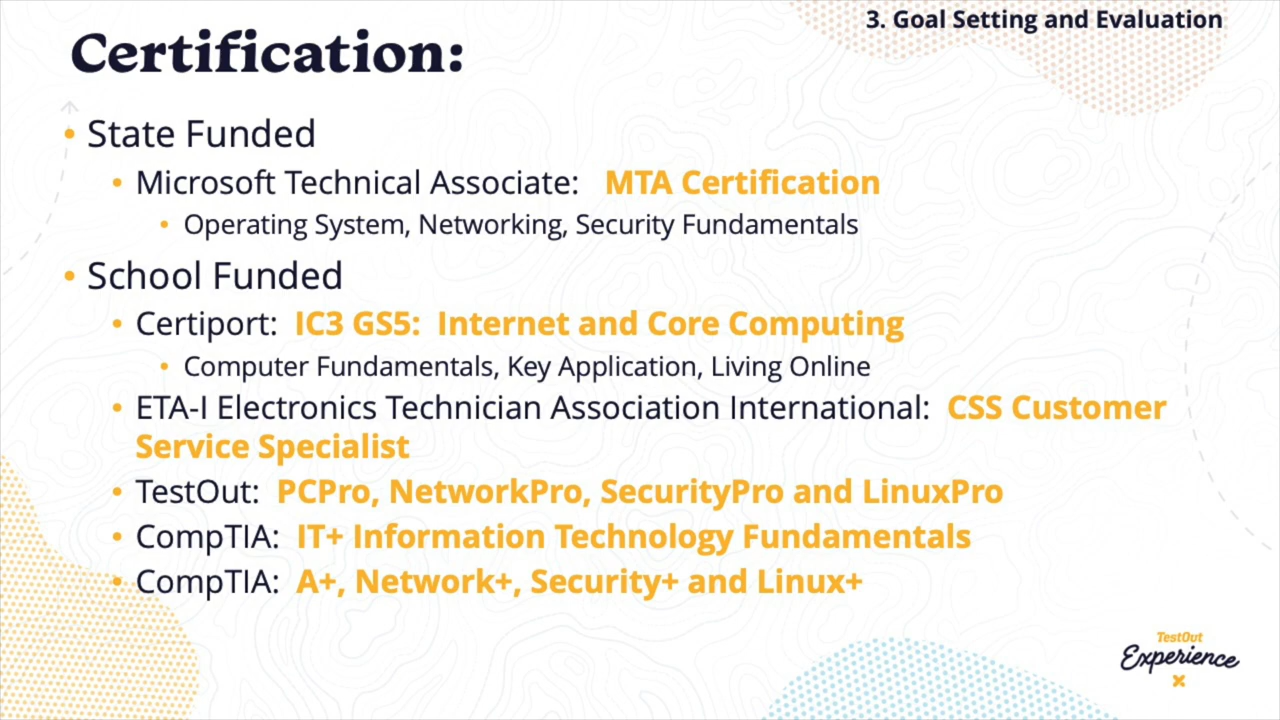 3. Goal Setting and Evaluation
Certification:
• State Funded
• Microsoft Technical Associate: MTA Certification
• Operating System, Networking, Security Fundamentals
• School Funded
• Certiport: IC3 GS5: Internet and Core Computing
• Computer Fundamentals, Key Application, Living Online
• ETA-I Electronics Technician Association International: CSS Customer
Service Specialist
• TestOut: PCPro, NetworkPro, SecurityPro and LinuxPro
• CompTIA: IT+ Information Technology Fundamentals
• CompTIA: A+, Network+, Security+ and Linux+
TestOut
Experience